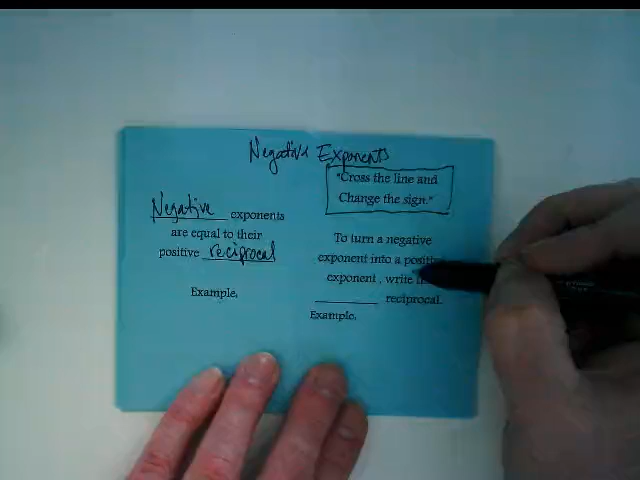 Negative Exponents
"Cross the line and
Change the sign."
Negative exponents
are equal to their
positive reciprocal
Example.
To turn a negative
exponent into a positive
exponent, write
reciprocal.
Example.